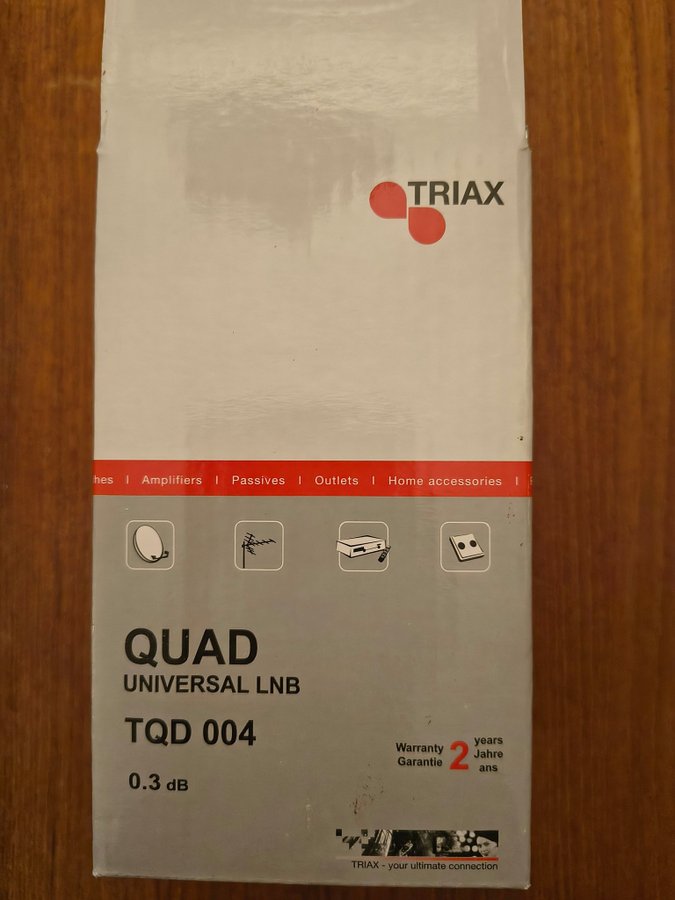 TRIAX
hes | Amplifiers | Passives | Outlets | Home accessories |
QUAD
UNIVERSAL LNB
TQD 004
0.3 dB
Warranty Garantie 2 years Jahre ans
TRIAX - your ultimate connection